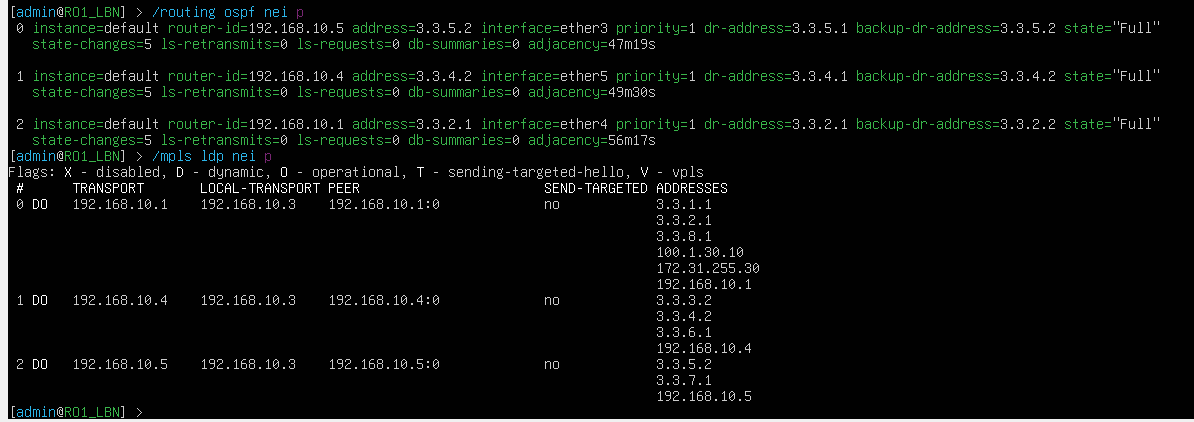 [admin@R01_LBN] > /routing ospf nei p
 0 instance=default router-id=192.168.10.5 address=3.3.5.2 interface=ether3 priority=1 dr-address=3.3.5.1 backup-dr-address=3.3.5.2 state="Full"
   state-changes=5 ls-retransmits=0 ls-requests=0 db-summaries=0 adjacency=47m19s
 1 instance=default router-id=192.168.10.4 address=3.3.4.2 interface=ether5 priority=1 dr-address=3.3.4.1 backup-dr-address=3.3.4.2 state="Full"
   state-changes=5 ls-retransmits=0 ls-requests=0 db-summaries=0 adjacency=49m30s
 2 instance=default router-id=192.168.10.1 address=3.3.2.1 interface=ether4 priority=1 dr-address=3.3.2.1 backup-dr-address=3.3.2.2 state="Full"
   state-changes=5 ls-retransmits=0 ls-requests=0 db-summaries=0 adjacency=56m17s
[admin@R01_LBN] > /mpls ldp nei p
Flags: X - disabled, D - dynamic, O - operational, T - sending-targeted-hello, V - vpls
 #      TRANSPORT       LOCAL-TRANSPORT PEER                       SEND-TARGETED ADDRESSES
 0 DO   192.168.10.1    192.168.10.3    192.168.10.1:0             no            3.3.1.1
                                                                                 3.3.2.1
                                                                                 3.3.8.1
                                                                                 100.1.30.10
                                                                                 172.31.255.30
                                                                                 192.168.10.1
 1 DO   192.168.10.4    192.168.10.3    192.168.10.4:0             no            3.3.3.2
                                                                                 3.3.4.2
                                                                                 3.3.6.1
                                                                                 192.168.10.4
 2 DO   192.168.10.5    192.168.10.3    192.168.10.5:0             no            3.3.5.2
                                                                                 3.3.7.1
                                                                                 192.168.10.5
[admin@R01_LBN] >